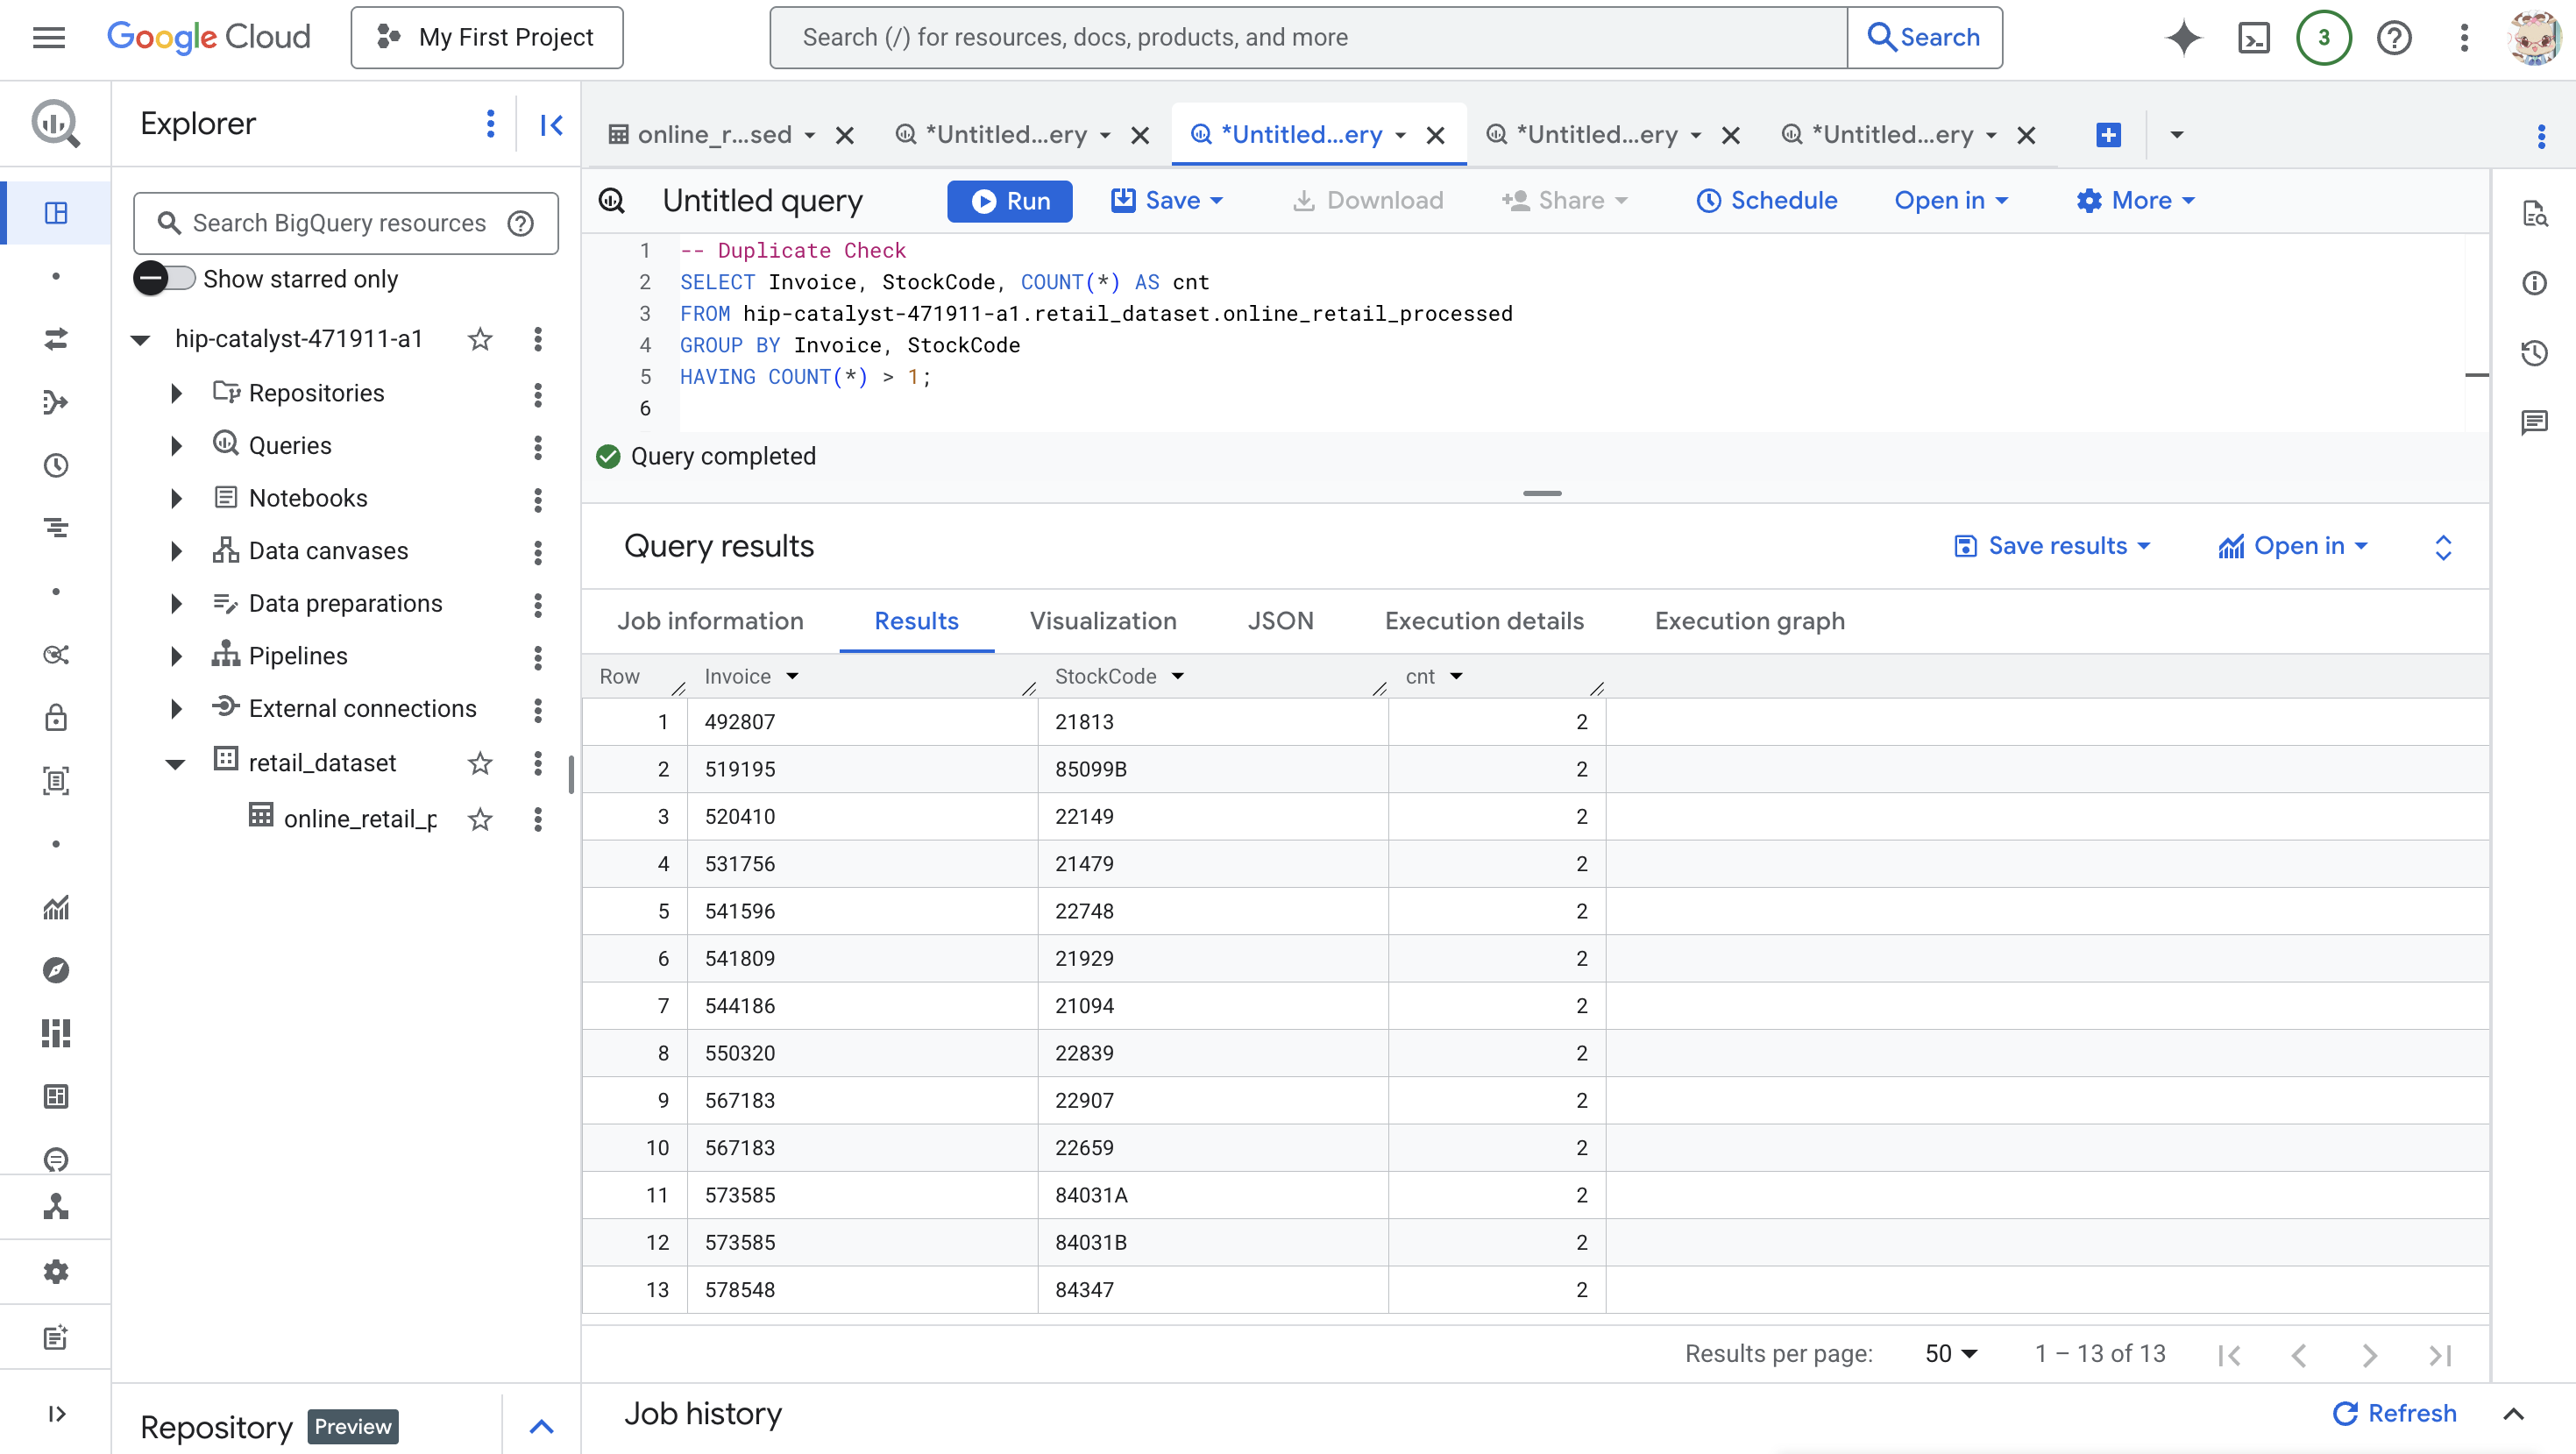 Google Cloud
My First Project
Search (/) for resources, docs, products, and more
Search
3
Explorer
Search BigQuery resources
Show starred only
hip-catalyst-471911-a1
Repositories
Queries
Notebooks
Data canvases
Data preparations
Pipelines
External connections
retail_dataset
online_retail_p
Repository Preview
online_r...sed
*Untitled...ery
*Untitled...ery
*Untitled...ery
*Untitled...ery
Untitled query Run Save Download Share Schedule Open in More
1 -- Duplicate Check
2 SELECT Invoice, StockCode, COUNT(*) AS cnt
3 FROM hip-catalyst-471911-a1.retail_dataset.online_retail_processed
4 GROUP BY Invoice, StockCode
5 HAVING COUNT(*) > 1;
6
Query completed
Query results Save results Open in
Job information Results Visualization JSON Execution details Execution graph
Row Invoice StockCode cnt
1 492807 21813 2
2 519195 85099B 2
3 520410 22149 2
4 531756 21479 2
5 541596 22748 2
6 541809 21929 2
7 544186 21094 2
8 550320 22839 2
9 567183 22907 2
10 567183 22659 2
11 573585 84031A 2
12 573585 84031B 2
13 578548 84347 2
Results per page: 50 1 – 13 of 13
Job history Refresh